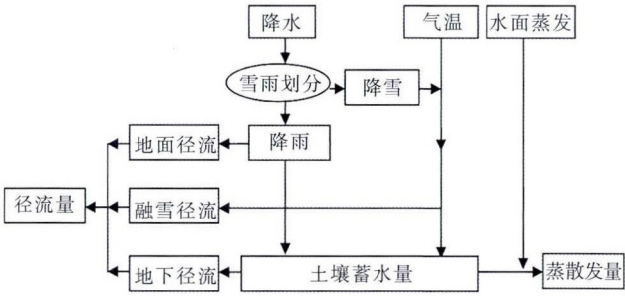 降水
气温
水面蒸发
雪雨划分
降雪
地面径流
降雨
径流量
融雪径流
地下径流
土壤蓄水量
蒸散发量